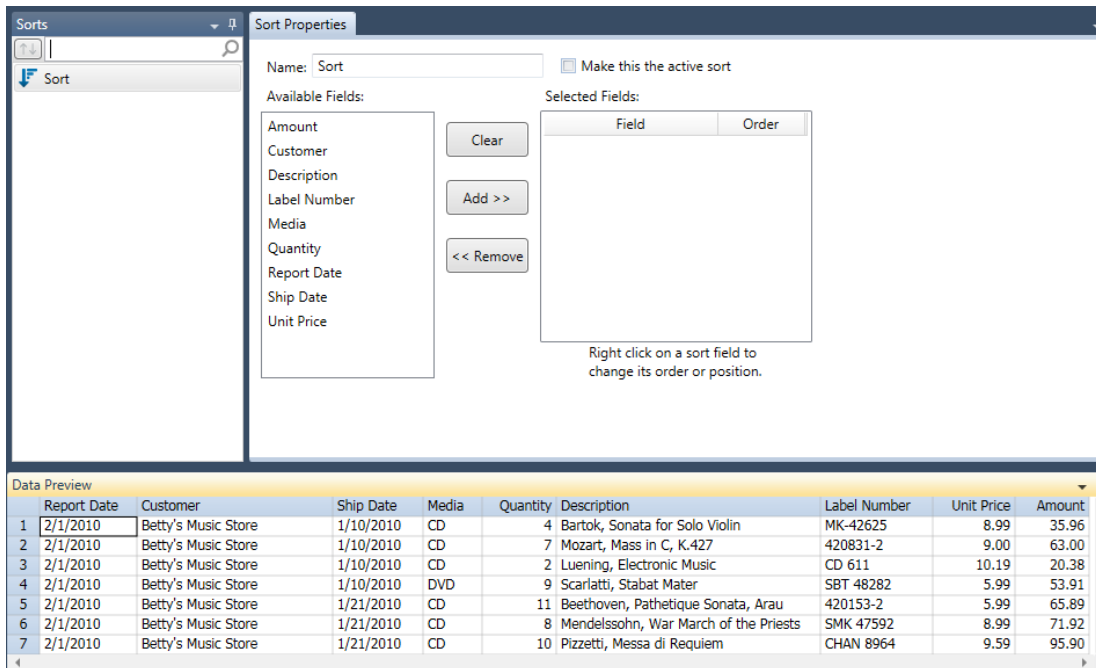 Sorts
Sort
Sort Properties
Name: Sort
Make this the active sort
Available Fields:
Selected Fields:
Amount
Customer
Description
Label Number
Media
Quantity
Report Date
Ship Date
Unit Price
Clear
Add >>
<< Remove
Field Order
Right click on a sort field to
change its order or position.
Data Preview
Report Date Customer Ship Date Media Quantity Description Label Number Unit Price Amount
1 2/1/2010 Betty's Music Store 1/10/2010 CD 4 Bartok, Sonata for Solo Violin MK-42625 8.99 35.96
2 2/1/2010 Betty's Music Store 1/10/2010 CD 7 Mozart, Mass in C, K.427 420831-2 9.00 63.00
3 2/1/2010 Betty's Music Store 1/10/2010 CD 2 Luening, Electronic Music CD 611 10.19 20.38
4 2/1/2010 Betty's Music Store 1/10/2010 DVD 9 Scarlatti, Stabat Mater SBT 48282 5.99 53.91
5 2/1/2010 Betty's Music Store 1/21/2010 CD 11 Beethoven, Pathetique Sonata, Arau 420153-2 5.99 65.89
6 2/1/2010 Betty's Music Store 1/21/2010 CD 8 Mendelssohn, War March of the Priests SMK 47592 8.99 71.92
7 2/1/2010 Betty's Music Store 1/21/2010 CD 10 Pizzetti, Messa di Requiem CHAN 8964 9.59 95.90